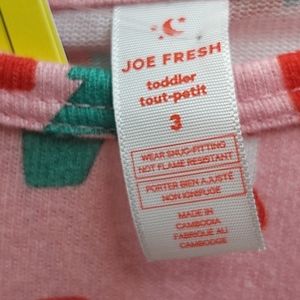 JOE FRESH
toddler
tout-petit
3
WEAR SNUG-FITTING
NOT FLAME RESISTANT
PORTER BIEN AJUSTÉ
NON IGNIFUGE
MADE IN
CAMBODIA
FABRIQUÉ AU
CAMBODGE